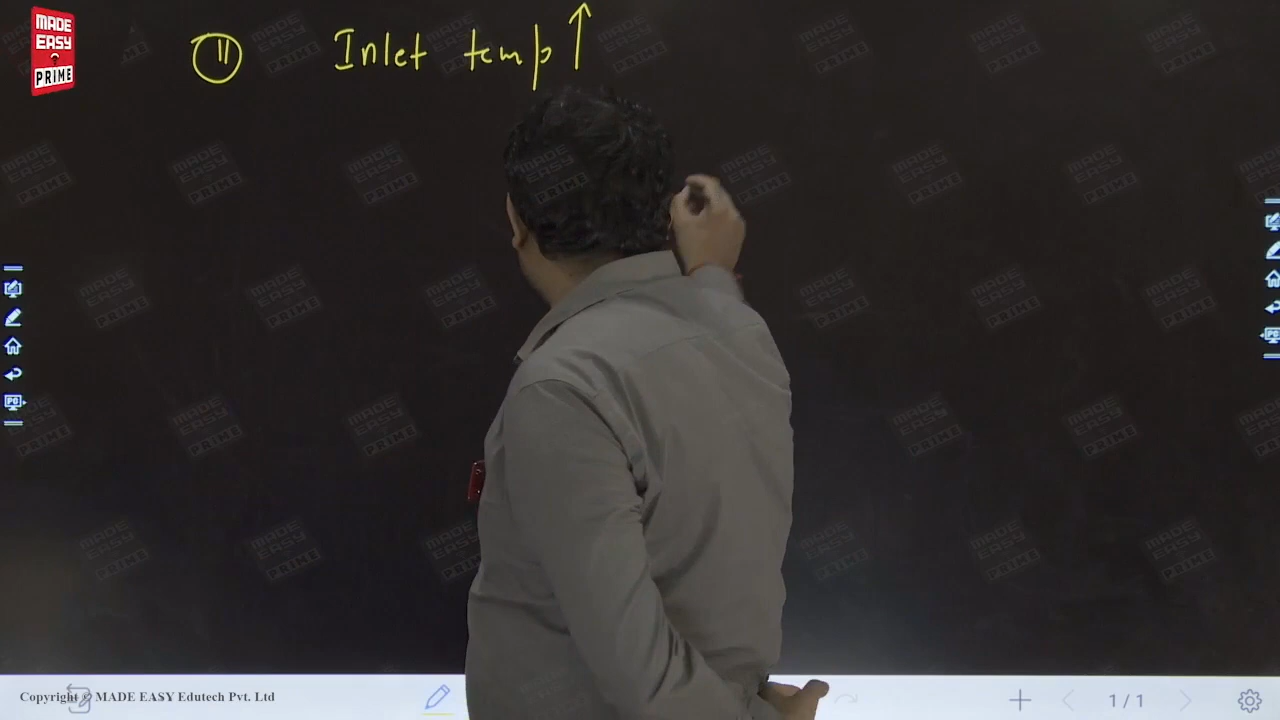 MADE
EASY
PRIME
11 Inlet temp ↑
Copyright © MADE EASY Edutech Pvt. Ltd
1 / 1